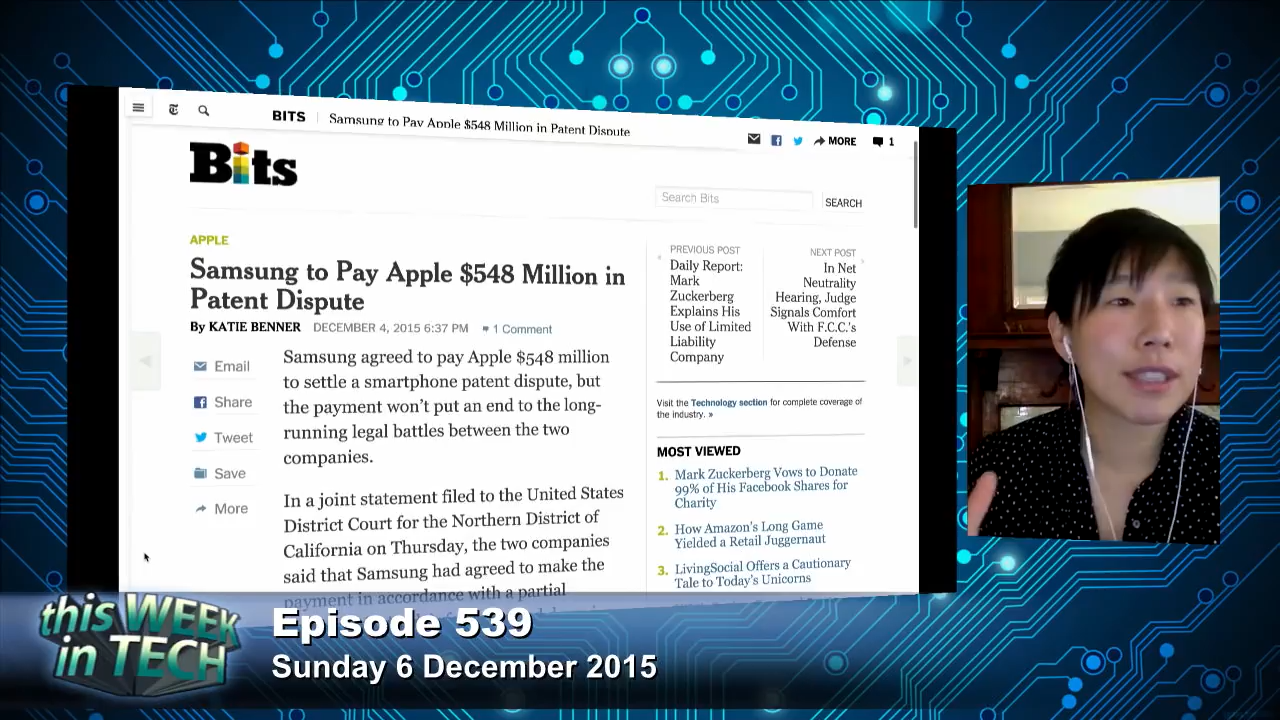 BITS
Samsung to Pay Apple $548 Million in Patent Dispute
MORE
1
Bits
Search Bits
SEARCH
APPLE
Samsung to Pay Apple $548 Million in
Patent Dispute
By KATIE BENNER DECEMBER 4, 2015 6:37 PM 1 Comment
Email
Share
Tweet
Save
More
Samsung agreed to pay Apple $548 million
to settle a smartphone patent dispute, but
the payment won't put an end to the long-
running legal battles between the two
companies.
In a joint statement filed to the United States
District Court for the Northern District of
California on Thursday, the two companies
said that Samsung had agreed to make the
payment in accordance with a partial
PREVIOUS POST
Daily Report:
Mark
Zuckerberg
Explains His
Use of Limited
Liability
Company
NEXT POST
In Net
Neutrality
Hearing, Judge
Signals Comfort
With F.C.C.'s
Defense
Visit the Technology section for complete coverage of
the industry. »
MOST VIEWED
1. Mark Zuckerberg Vows to Donate
99% of His Facebook Shares for
Charity
2. How Amazon's Long Game
Yielded a Retail Juggernaut
3. LivingSocial Offers a Cautionary
Tale to Today's Unicorns
this WEEK
in TECH
Episode 539
Sunday 6 December 2015